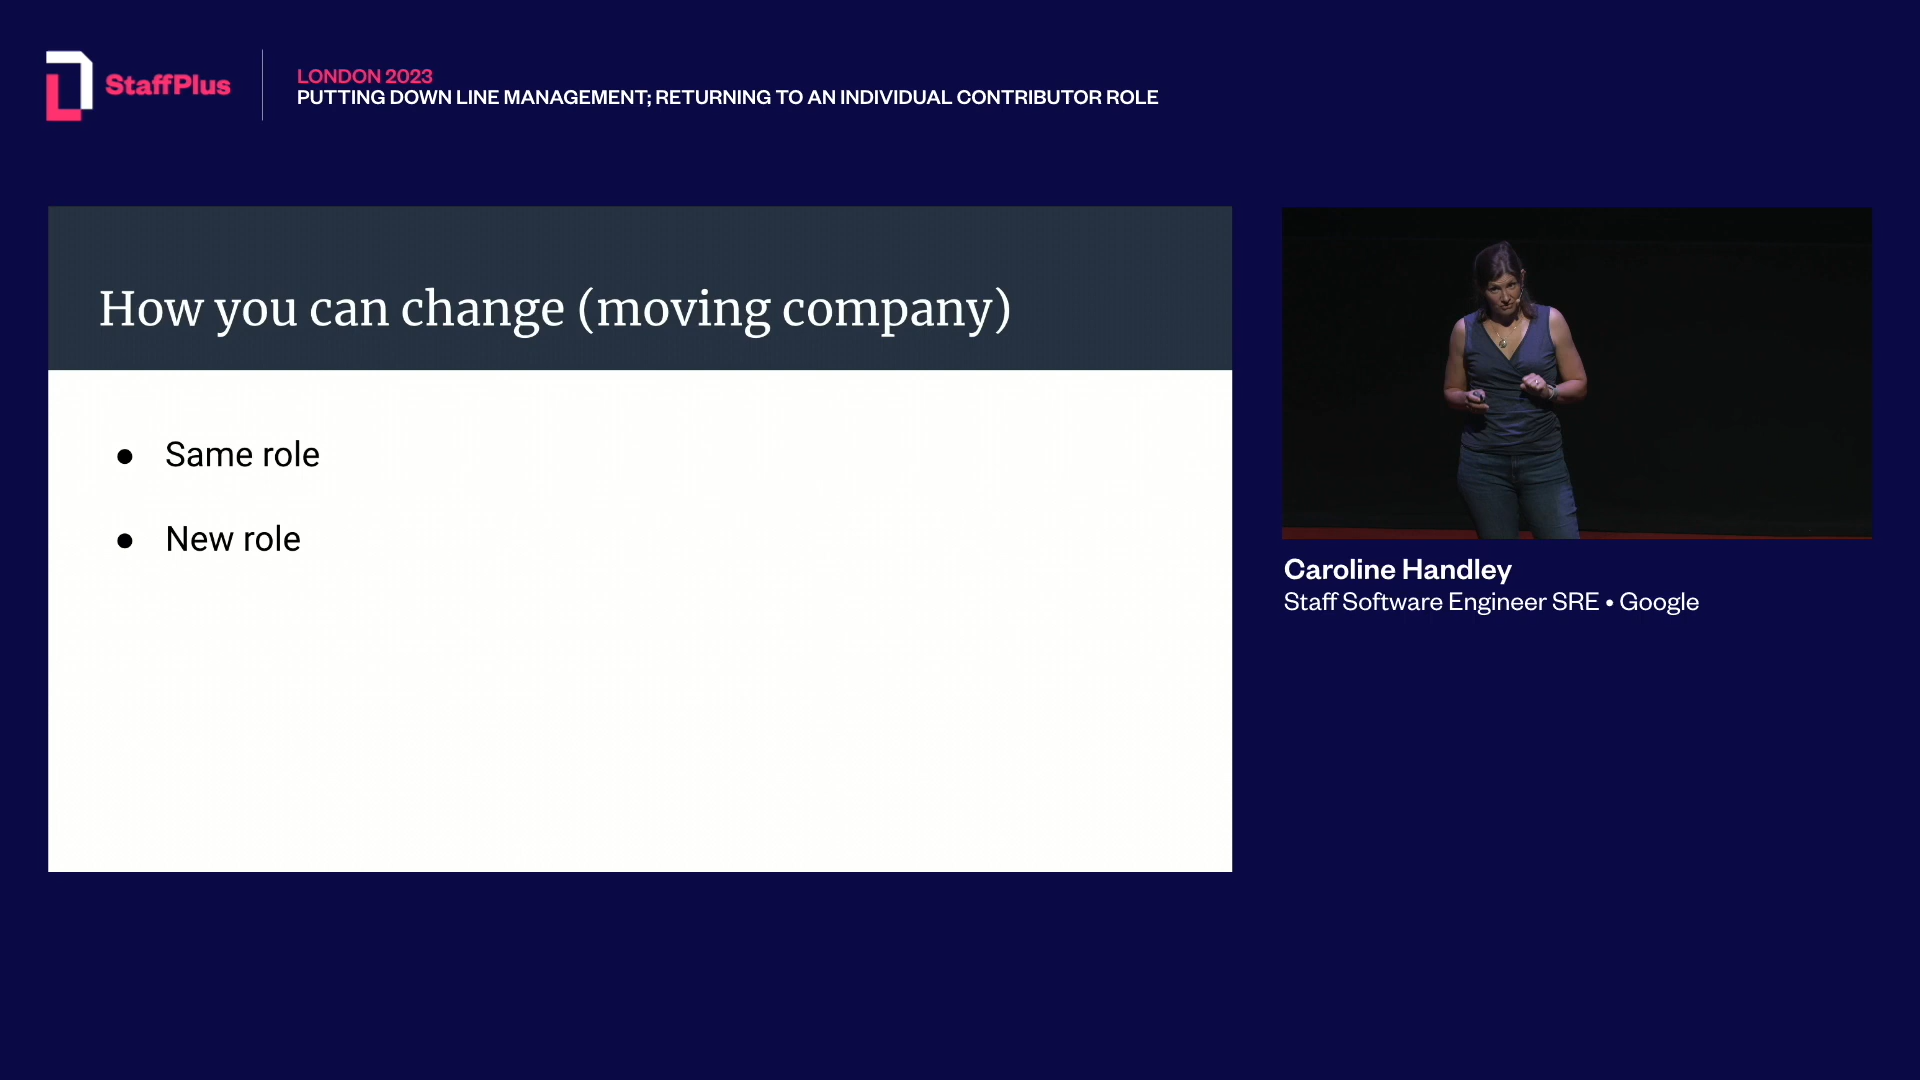 StaffPlus
LONDON 2023
PUTTING DOWN LINE MANAGEMENT; RETURNING TO AN INDIVIDUAL CONTRIBUTOR ROLE
How you can change (moving company)
● Same role
● New role
Caroline Handley
Staff Software Engineer SRE • Google